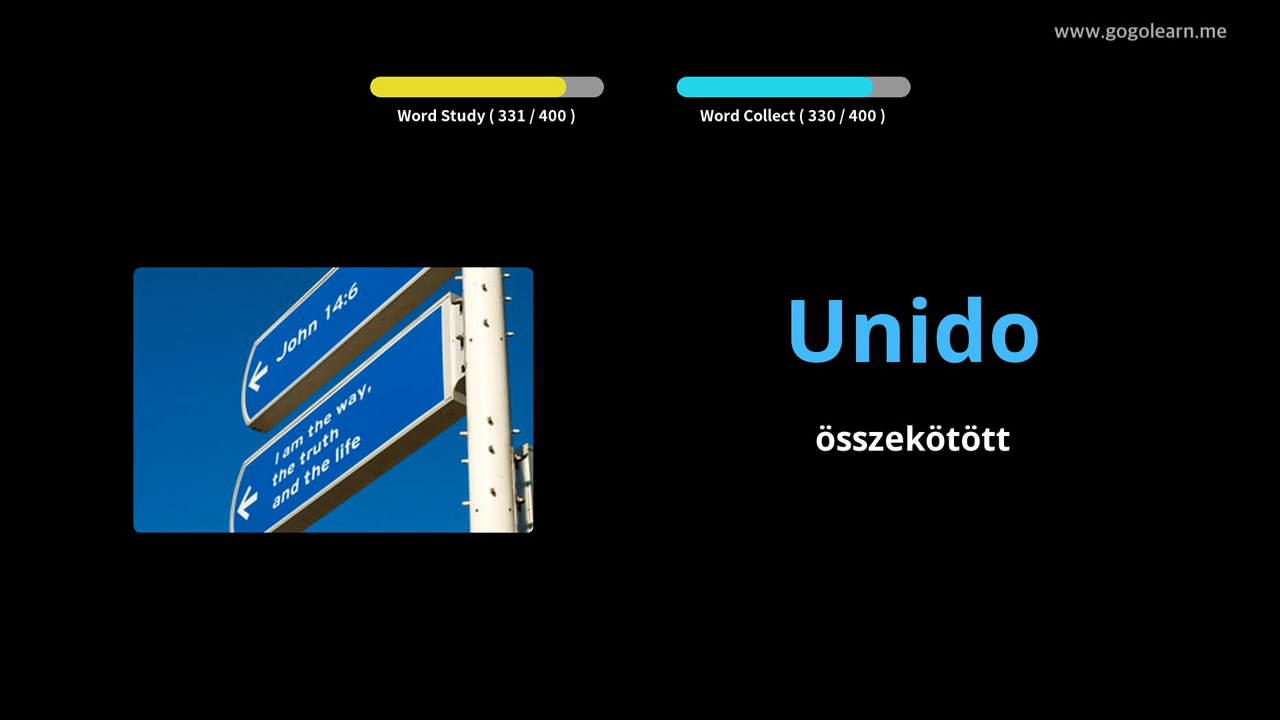 www.gogolearn.me
Word Study ( 331 / 400 )
Word Collect ( 330 / 400 )
John 14:6
I am the way,
the truth
and the life
Unido
összekötött